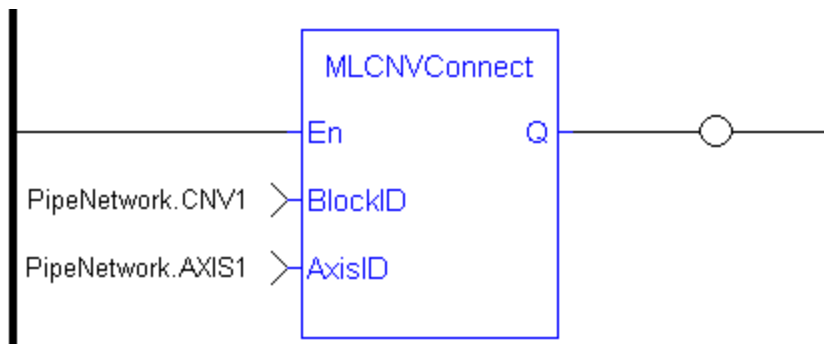 MLCNVConnect
En Q
PipeNetwork.CNV1 BlockID
PipeNetwork.AXIS1 AxisID